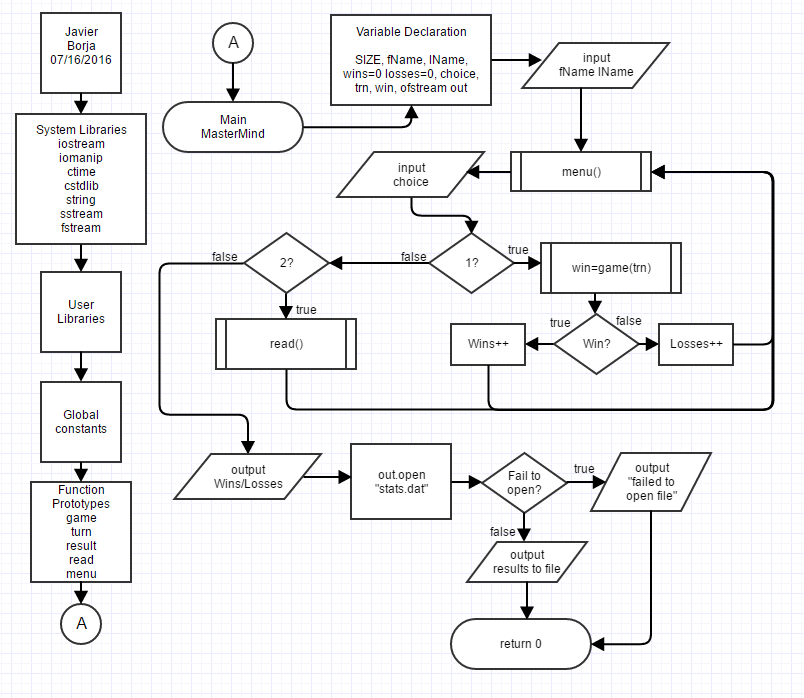 Javier
Borja
07/16/2016
System Libraries
iostream
iomanip
ctime
cstdlib
string
sstream
fstream
User
Libraries
Global
constants
Function
Prototypes
game
turn
result
read
menu
A
A
Main
MasterMind
Variable Declaration
SIZE, fName, lName,
wins=0 losses=0, choice,
trn, win, ofstream out
input
fName lName
menu()
input
choice
1?
true
false
win=game(trn)
Win?
true
false
Wins++
Losses++
2?
true
false
read()
output
Wins/Losses
out.open
"stats.dat"
Fail to
open?
true
false
output
"failed to
open file"
output
results to file
return 0